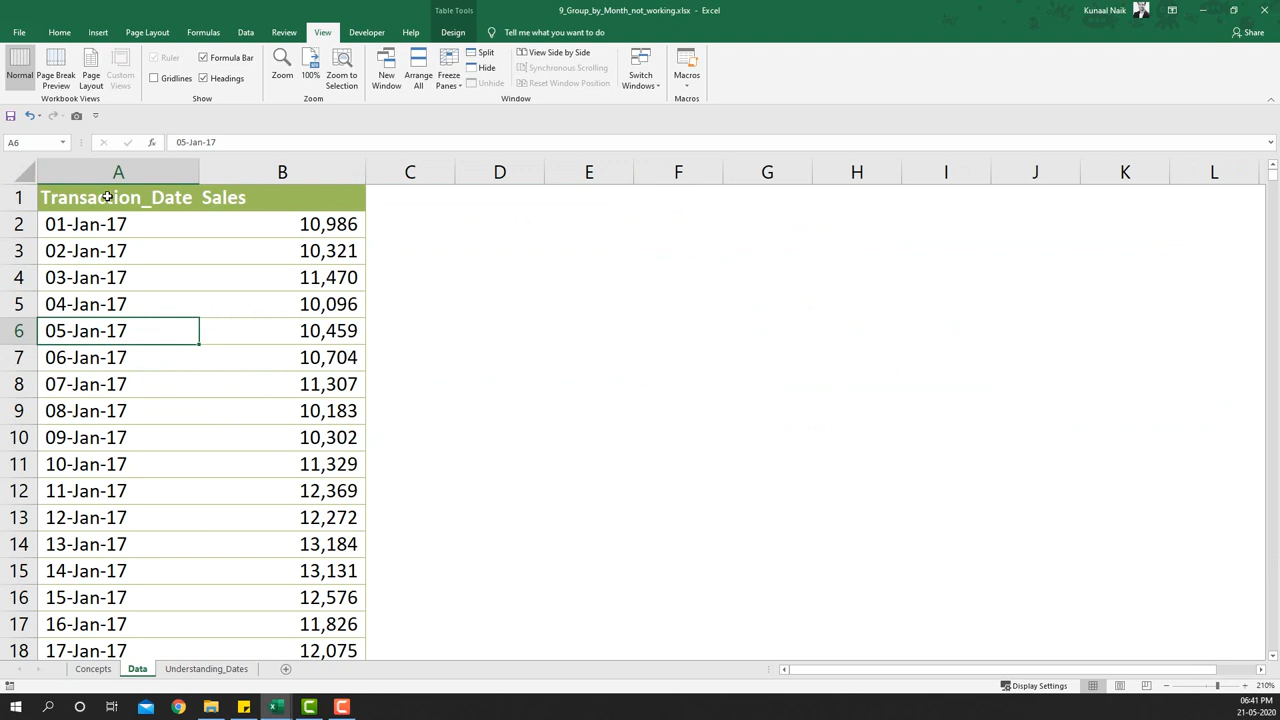 Table Tools
9_Group_by_Month_not_working.xlsx - Excel
Kunaal Naik
File Home Insert Page Layout Formulas Data Review View Developer Help Design Tell me what you want to do Share
Normal
Page Break Preview
Page Layout
Custom Views
Workbook Views
Ruler
Formula Bar
Gridlines
Headings
Show
Zoom
100%
Zoom to Selection
Zoom
New Window
Arrange All
Freeze Panes
Split
Hide
Unhide
View Side by Side
Synchronous Scrolling
Reset Window Position
Window
Switch Windows
Macros
Macros
A6 fx 05-Jan-17
A B C D E F G H I J K L
1 Transaction_Date Sales
2 01-Jan-17 10,986
3 02-Jan-17 10,321
4 03-Jan-17 11,470
5 04-Jan-17 10,096
6 05-Jan-17 10,459
7 06-Jan-17 10,704
8 07-Jan-17 11,307
9 08-Jan-17 10,183
10 09-Jan-17 10,302
11 10-Jan-17 11,329
12 11-Jan-17 12,369
13 12-Jan-17 12,272
14 13-Jan-17 13,184
15 14-Jan-17 13,131
16 15-Jan-17 12,576
17 16-Jan-17 11,826
18 17-Jan-17 12,075
Concepts Data Understanding_Dates
Display Settings 210%
06:41 PM
21-05-2020